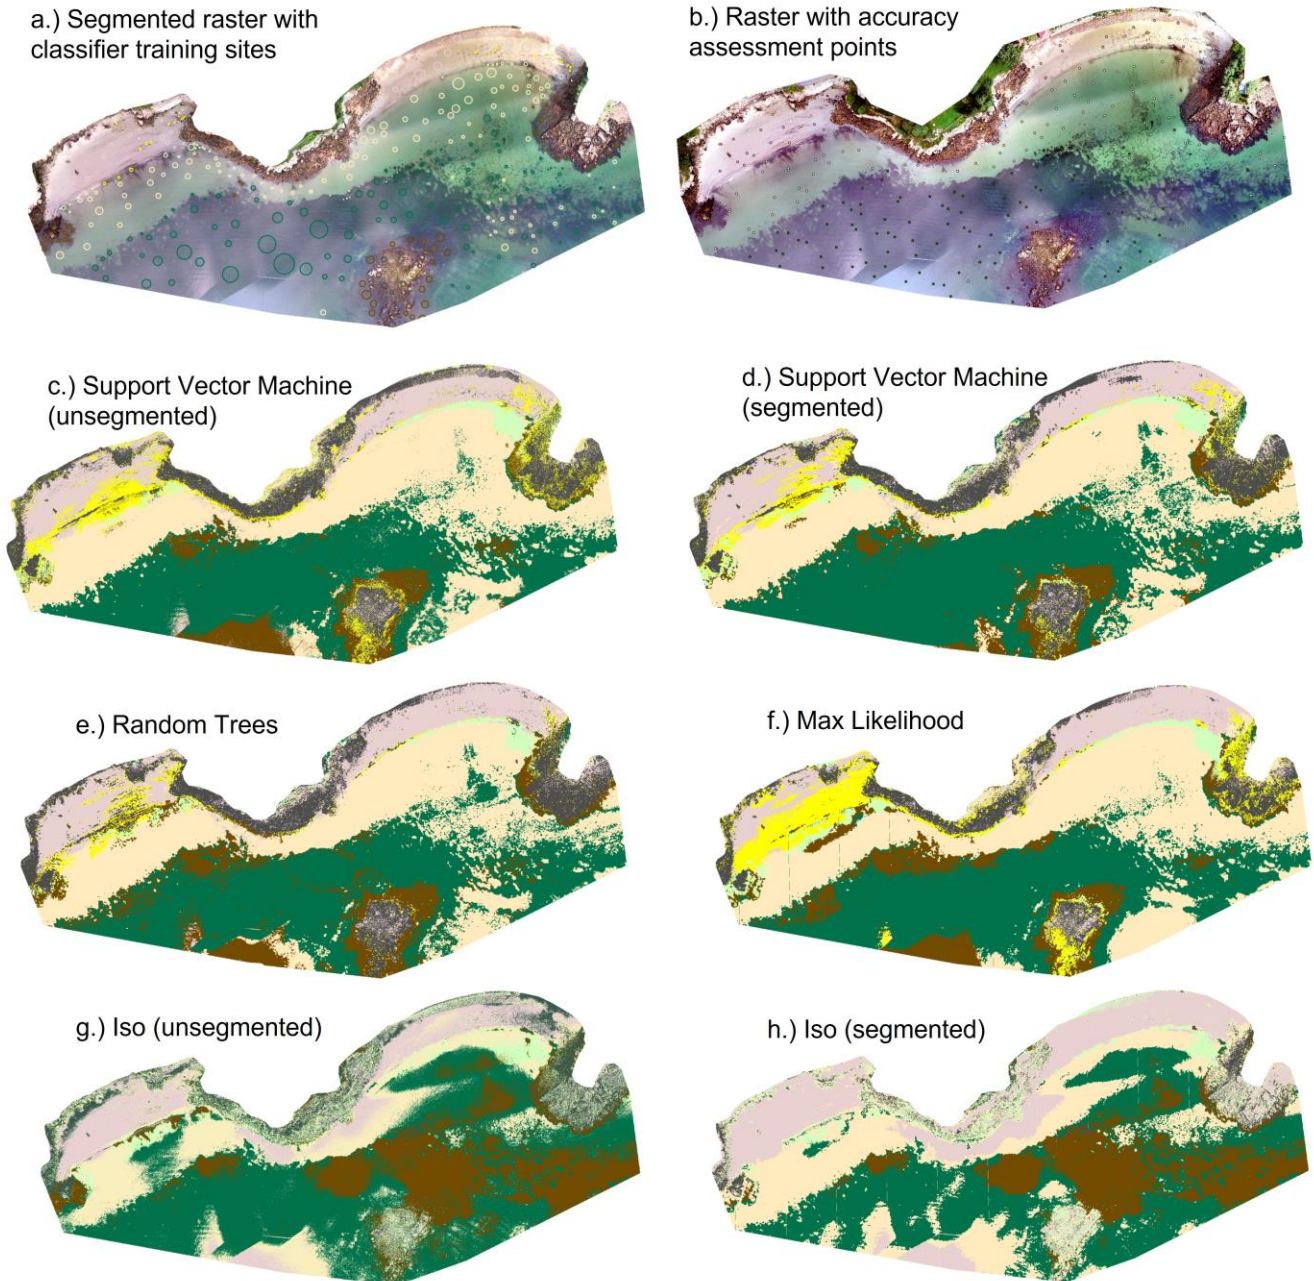 a.) Segmented raster with
classifier training sites
b.) Raster with accuracy
assessment points
c.) Support Vector Machine
(unsegmented)
d.) Support Vector Machine
(segmented)
e.) Random Trees
f.) Max Likelihood
g.) Iso (unsegmented)
h.) Iso (segmented)